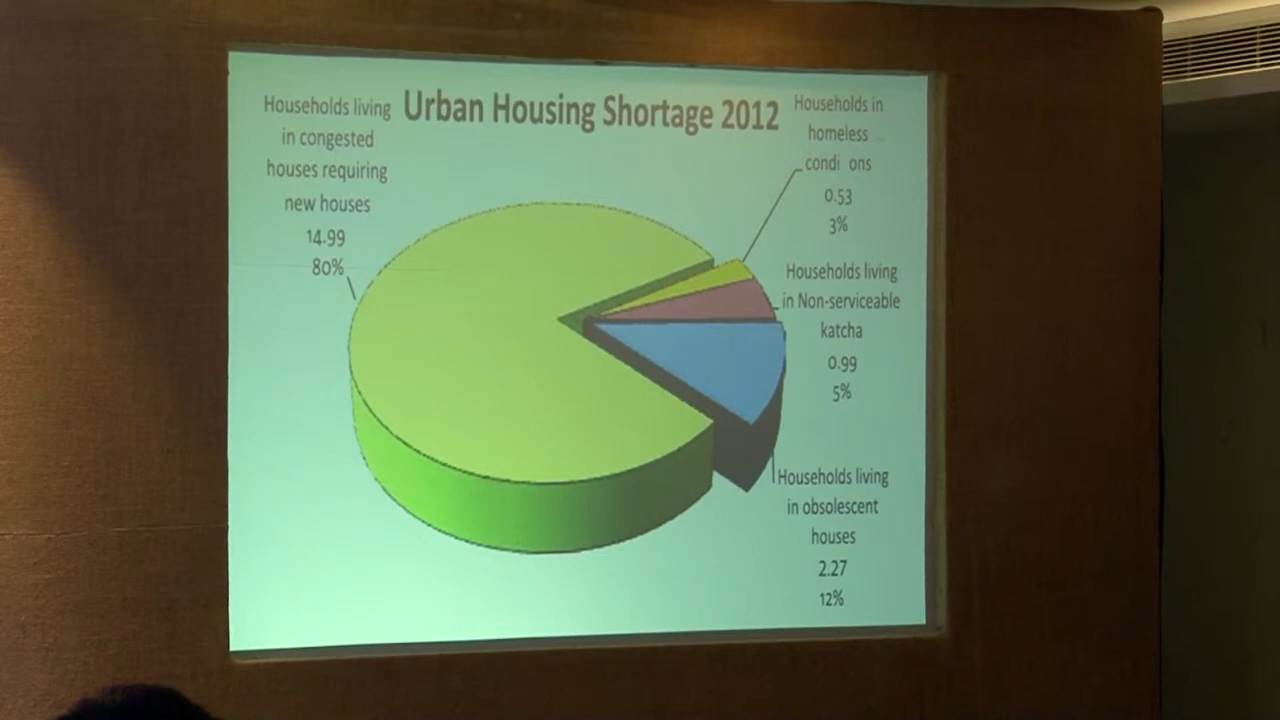 Urban Housing Shortage 2012
Households living
in congested
houses requiring
new houses
14.99
80%
Households in
homeless
condi ons
0.53
3%
Households living
in Non-serviceable
katcha
0.99
5%
Households living
in obsolescent
houses
2.27
12%